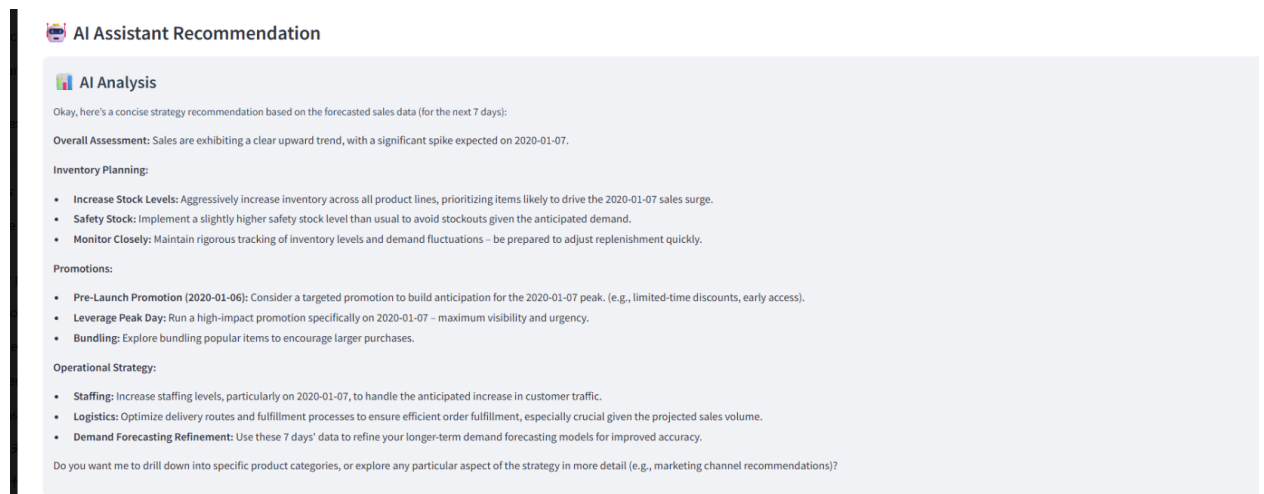 AI Assistant Recommendation
AI Analysis
Okay, here's a concise strategy recommendation based on the forecasted sales data (for the next 7 days):
Overall Assessment: Sales are exhibiting a clear upward trend, with a significant spike expected on 2020-01-07.
Inventory Planning:
• Increase Stock Levels: Aggressively increase inventory across all product lines, prioritizing items likely to drive the 2020-01-07 sales surge.
• Safety Stock: Implement a slightly higher safety stock level than usual to avoid stockouts given the anticipated demand.
• Monitor Closely: Maintain rigorous tracking of inventory levels and demand fluctuations – be prepared to adjust replenishment quickly.
Promotions:
• Pre-Launch Promotion (2020-01-06): Consider a targeted promotion to build anticipation for the 2020-01-07 peak. (e.g., limited-time discounts, early access).
• Leverage Peak Day: Run a high-impact promotion specifically on 2020-01-07 – maximum visibility and urgency.
• Bundling: Explore bundling popular items to encourage larger purchases.
Operational Strategy:
• Staffing: Increase staffing levels, particularly on 2020-01-07, to handle the anticipated increase in customer traffic.
• Logistics: Optimize delivery routes and fulfillment processes to ensure efficient order fulfillment, especially crucial given the projected sales volume.
• Demand Forecasting Refinement: Use these 7 days' data to refine your longer-term demand forecasting models for improved accuracy.
Do you want me to drill down into specific product categories, or explore any particular aspect of the strategy in more detail (e.g., marketing channel recommendations)?